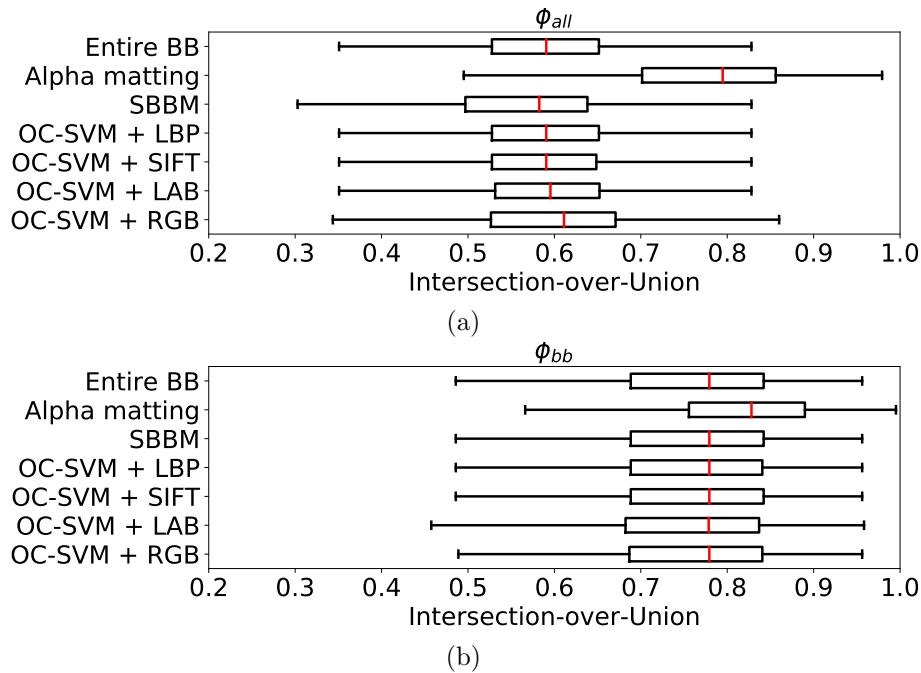 ϕall
Entire BB
Alpha matting
SBBM
OC-SVM + LBP
OC-SVM + SIFT
OC-SVM + LAB
OC-SVM + RGB
0.2 0.3 0.4 0.5 0.6 0.7 0.8 0.9 1.0
Intersection-over-Union
(a)
ϕbb
Entire BB
Alpha matting
SBBM
OC-SVM + LBP
OC-SVM + SIFT
OC-SVM + LAB
OC-SVM + RGB
0.2 0.3 0.4 0.5 0.6 0.7 0.8 0.9 1.0
Intersection-over-Union
(b)